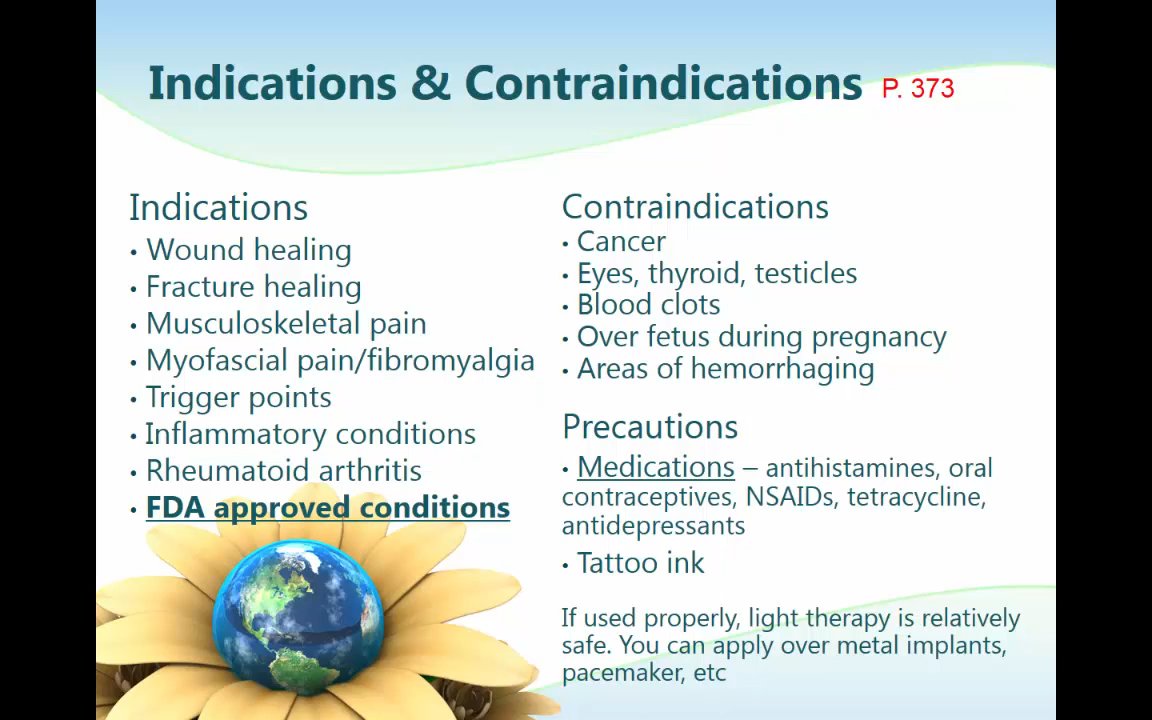 Indications & Contraindications P. 373
Indications
• Wound healing
• Fracture healing
• Musculoskeletal pain
• Myofascial pain/fibromyalgia
• Trigger points
• Inflammatory conditions
• Rheumatoid arthritis
• FDA approved conditions
Contraindications
• Cancer
• Eyes, thyroid, testicles
• Blood clots
• Over fetus during pregnancy
• Areas of hemorrhaging
Precautions
• Medications – antihistamines, oral
contraceptives, NSAIDs, tetracycline,
antidepressants
• Tattoo ink
If used properly, light therapy is relatively
safe. You can apply over metal implants,
pacemaker, etc